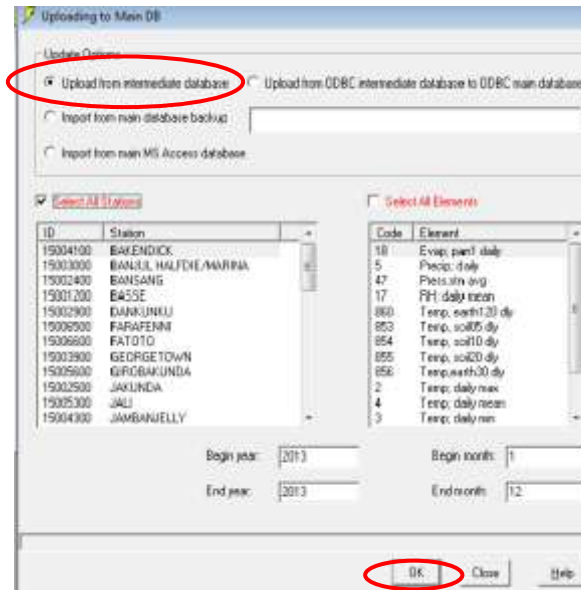 Uploading to Main DB
Update Options
Upload from intermediate database Upload from ODBC intermediate database to ODBC main database
Import from main database backup
Import from main MS Access database
Select All Stations Select All Elements
ID Station Code Element
15004100 BAKENDICK 18 Evap; pan1 daily
15003000 BANJUL HALFDIE/MARINA 5 Precip; daily
15002400 BANSANG 47 Press,stn avg
15001200 BASSE 17 RH; daily mean
15002900 DANKUNKU 860 Temp, earth120 dly
15006500 FARAFENNI 853 Temp, soil05 dly
15006600 FATOTO 854 Temp, soil10 dly
15003900 GEORGETOWN 855 Temp, soil20 dly
15005600 GIROBAKUNDA 856 Temp,earth30 dly
15002500 JAKUNDA 2 Temp; daily max
15005300 JALI 4 Temp; daily mean
15004300 JAMBANJELLY 3 Temp; daily min
Begin year: 2013 Begin month: 1
End year: 2013 End month: 12
OK Close Help